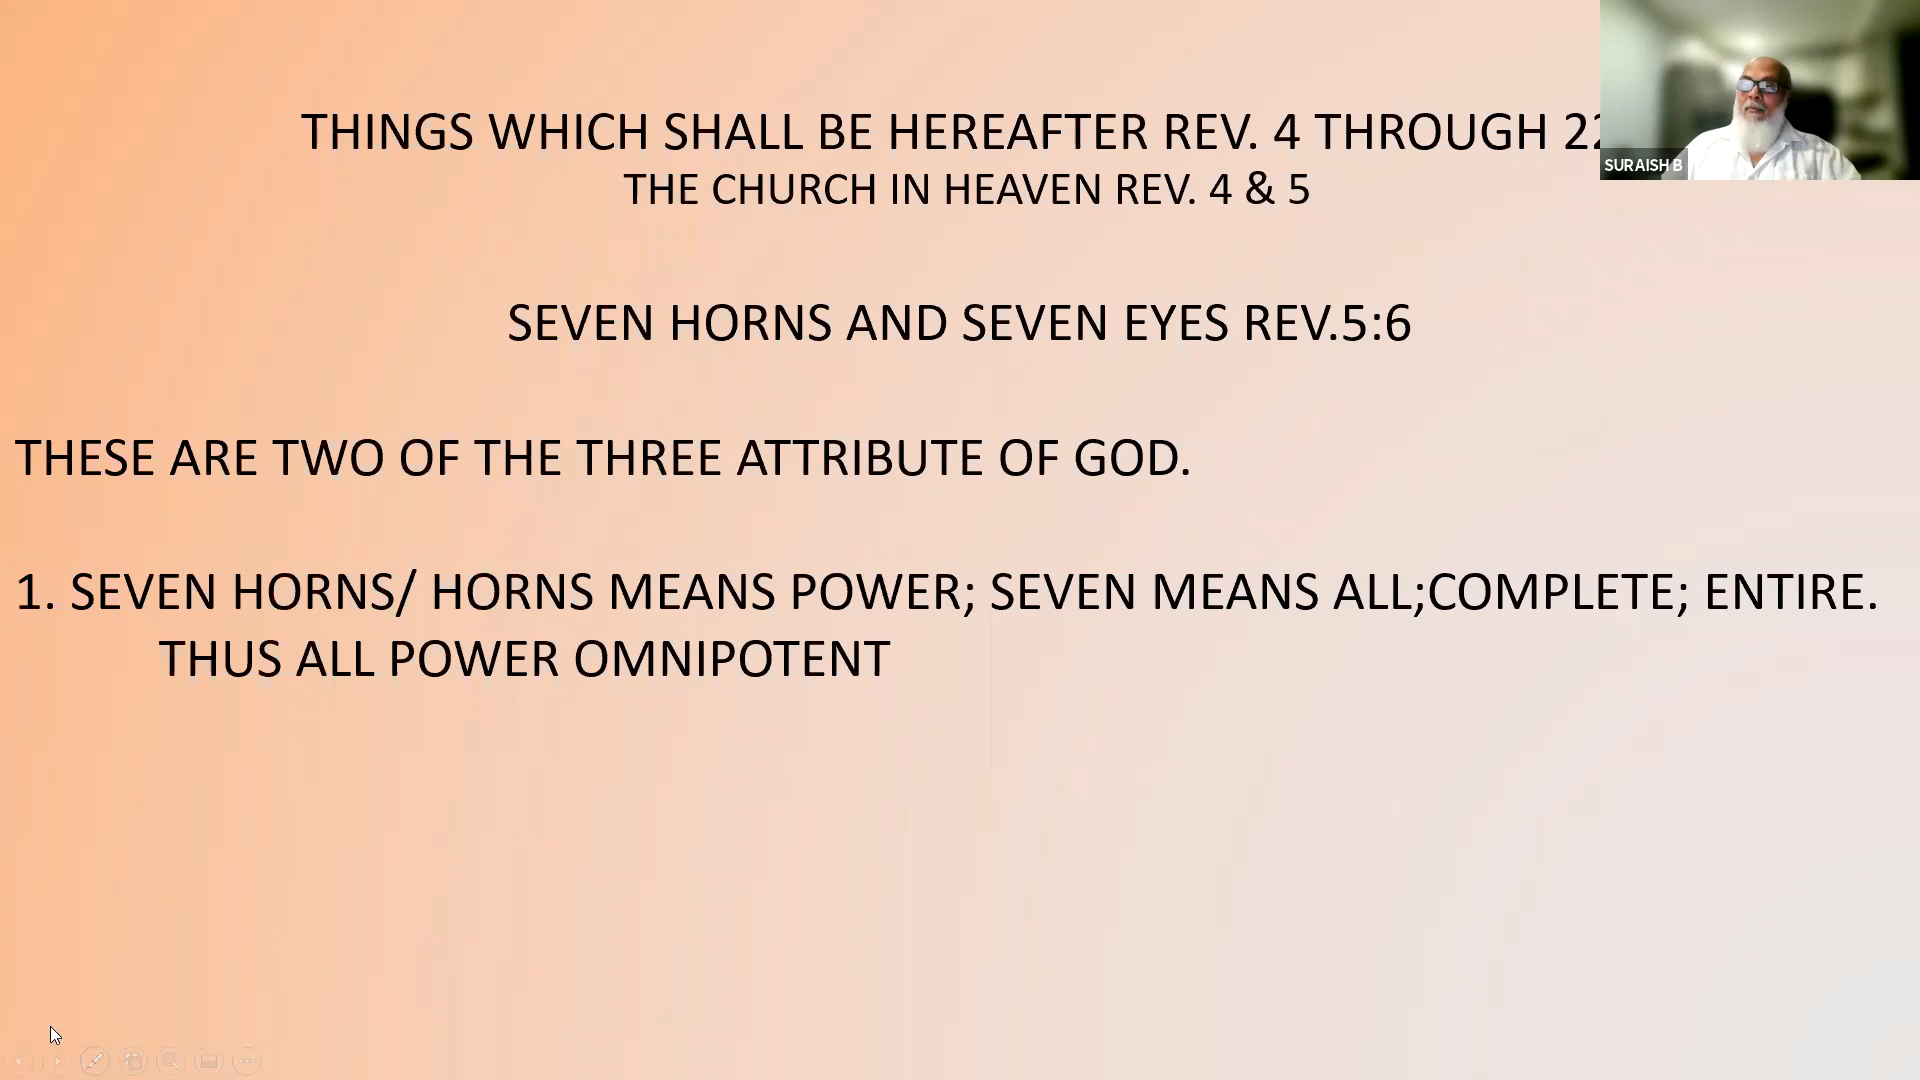 THINGS WHICH SHALL BE HEREAFTER REV. 4 THROUGH 22
SURAISH B
THE CHURCH IN HEAVEN REV. 4 & 5
SEVEN HORNS AND SEVEN EYES REV.5:6
THESE ARE TWO OF THE THREE ATTRIBUTE OF GOD.
1. SEVEN HORNS/ HORNS MEANS POWER; SEVEN MEANS ALL;COMPLETE; ENTIRE.
THUS ALL POWER OMNIPOTENT